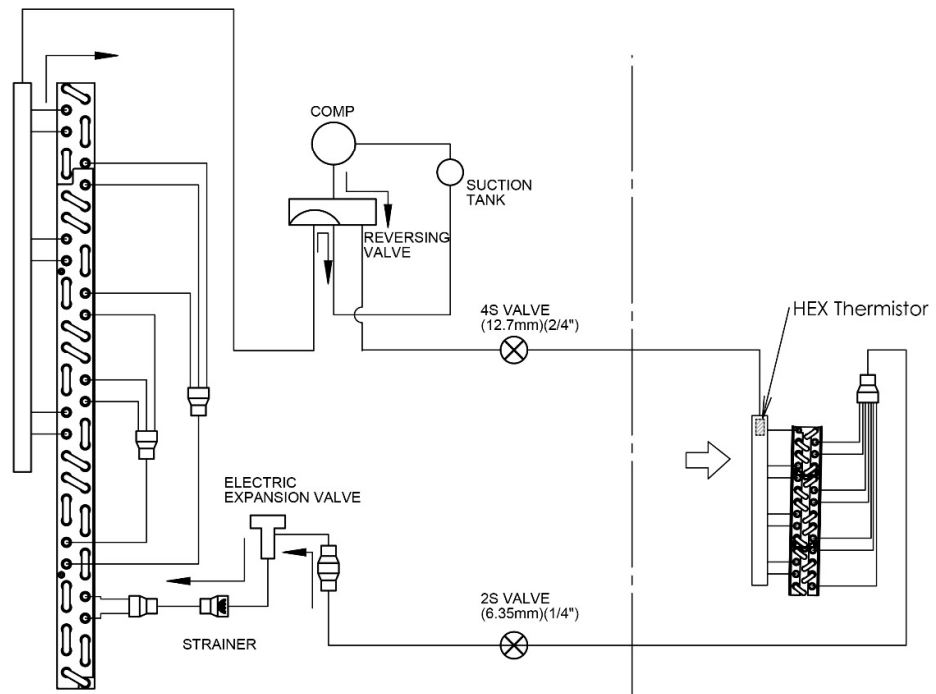 COMP
SUCTION
TANK
REVERSING
VALVE
4S VALVE
(12.7mm)(2/4")
HEX Thermistor
ELECTRIC
EXPANSION VALVE
2S VALVE
(6.35mm)(1/4")
STRAINER